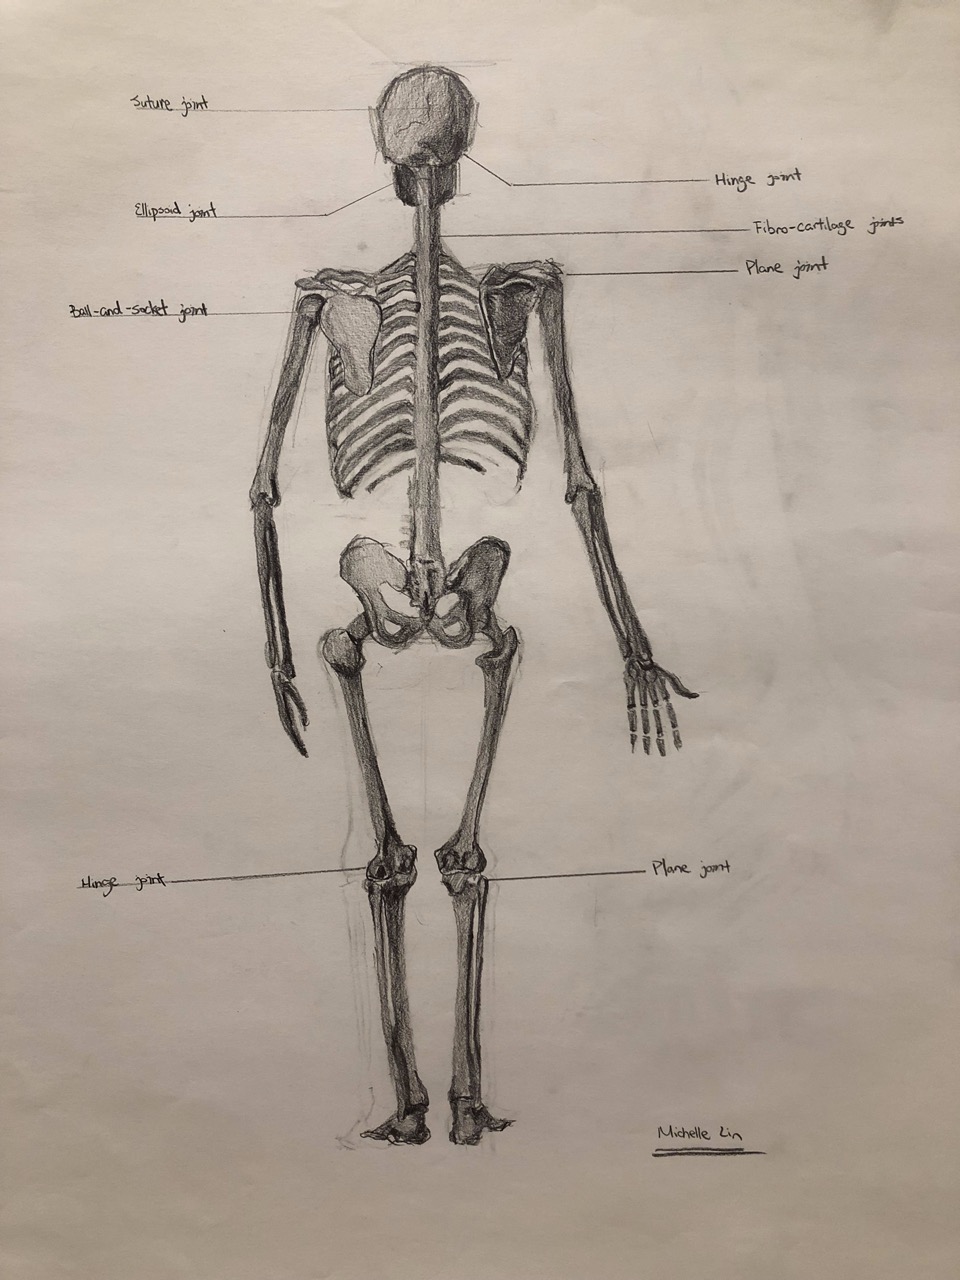 Suture joint
Hinge joint
Ellipsoid joint
Fibro-cartilage joints
Plane joint
Ball-and-socket joint
Hinge joint
Plane joint
Michelle Lin